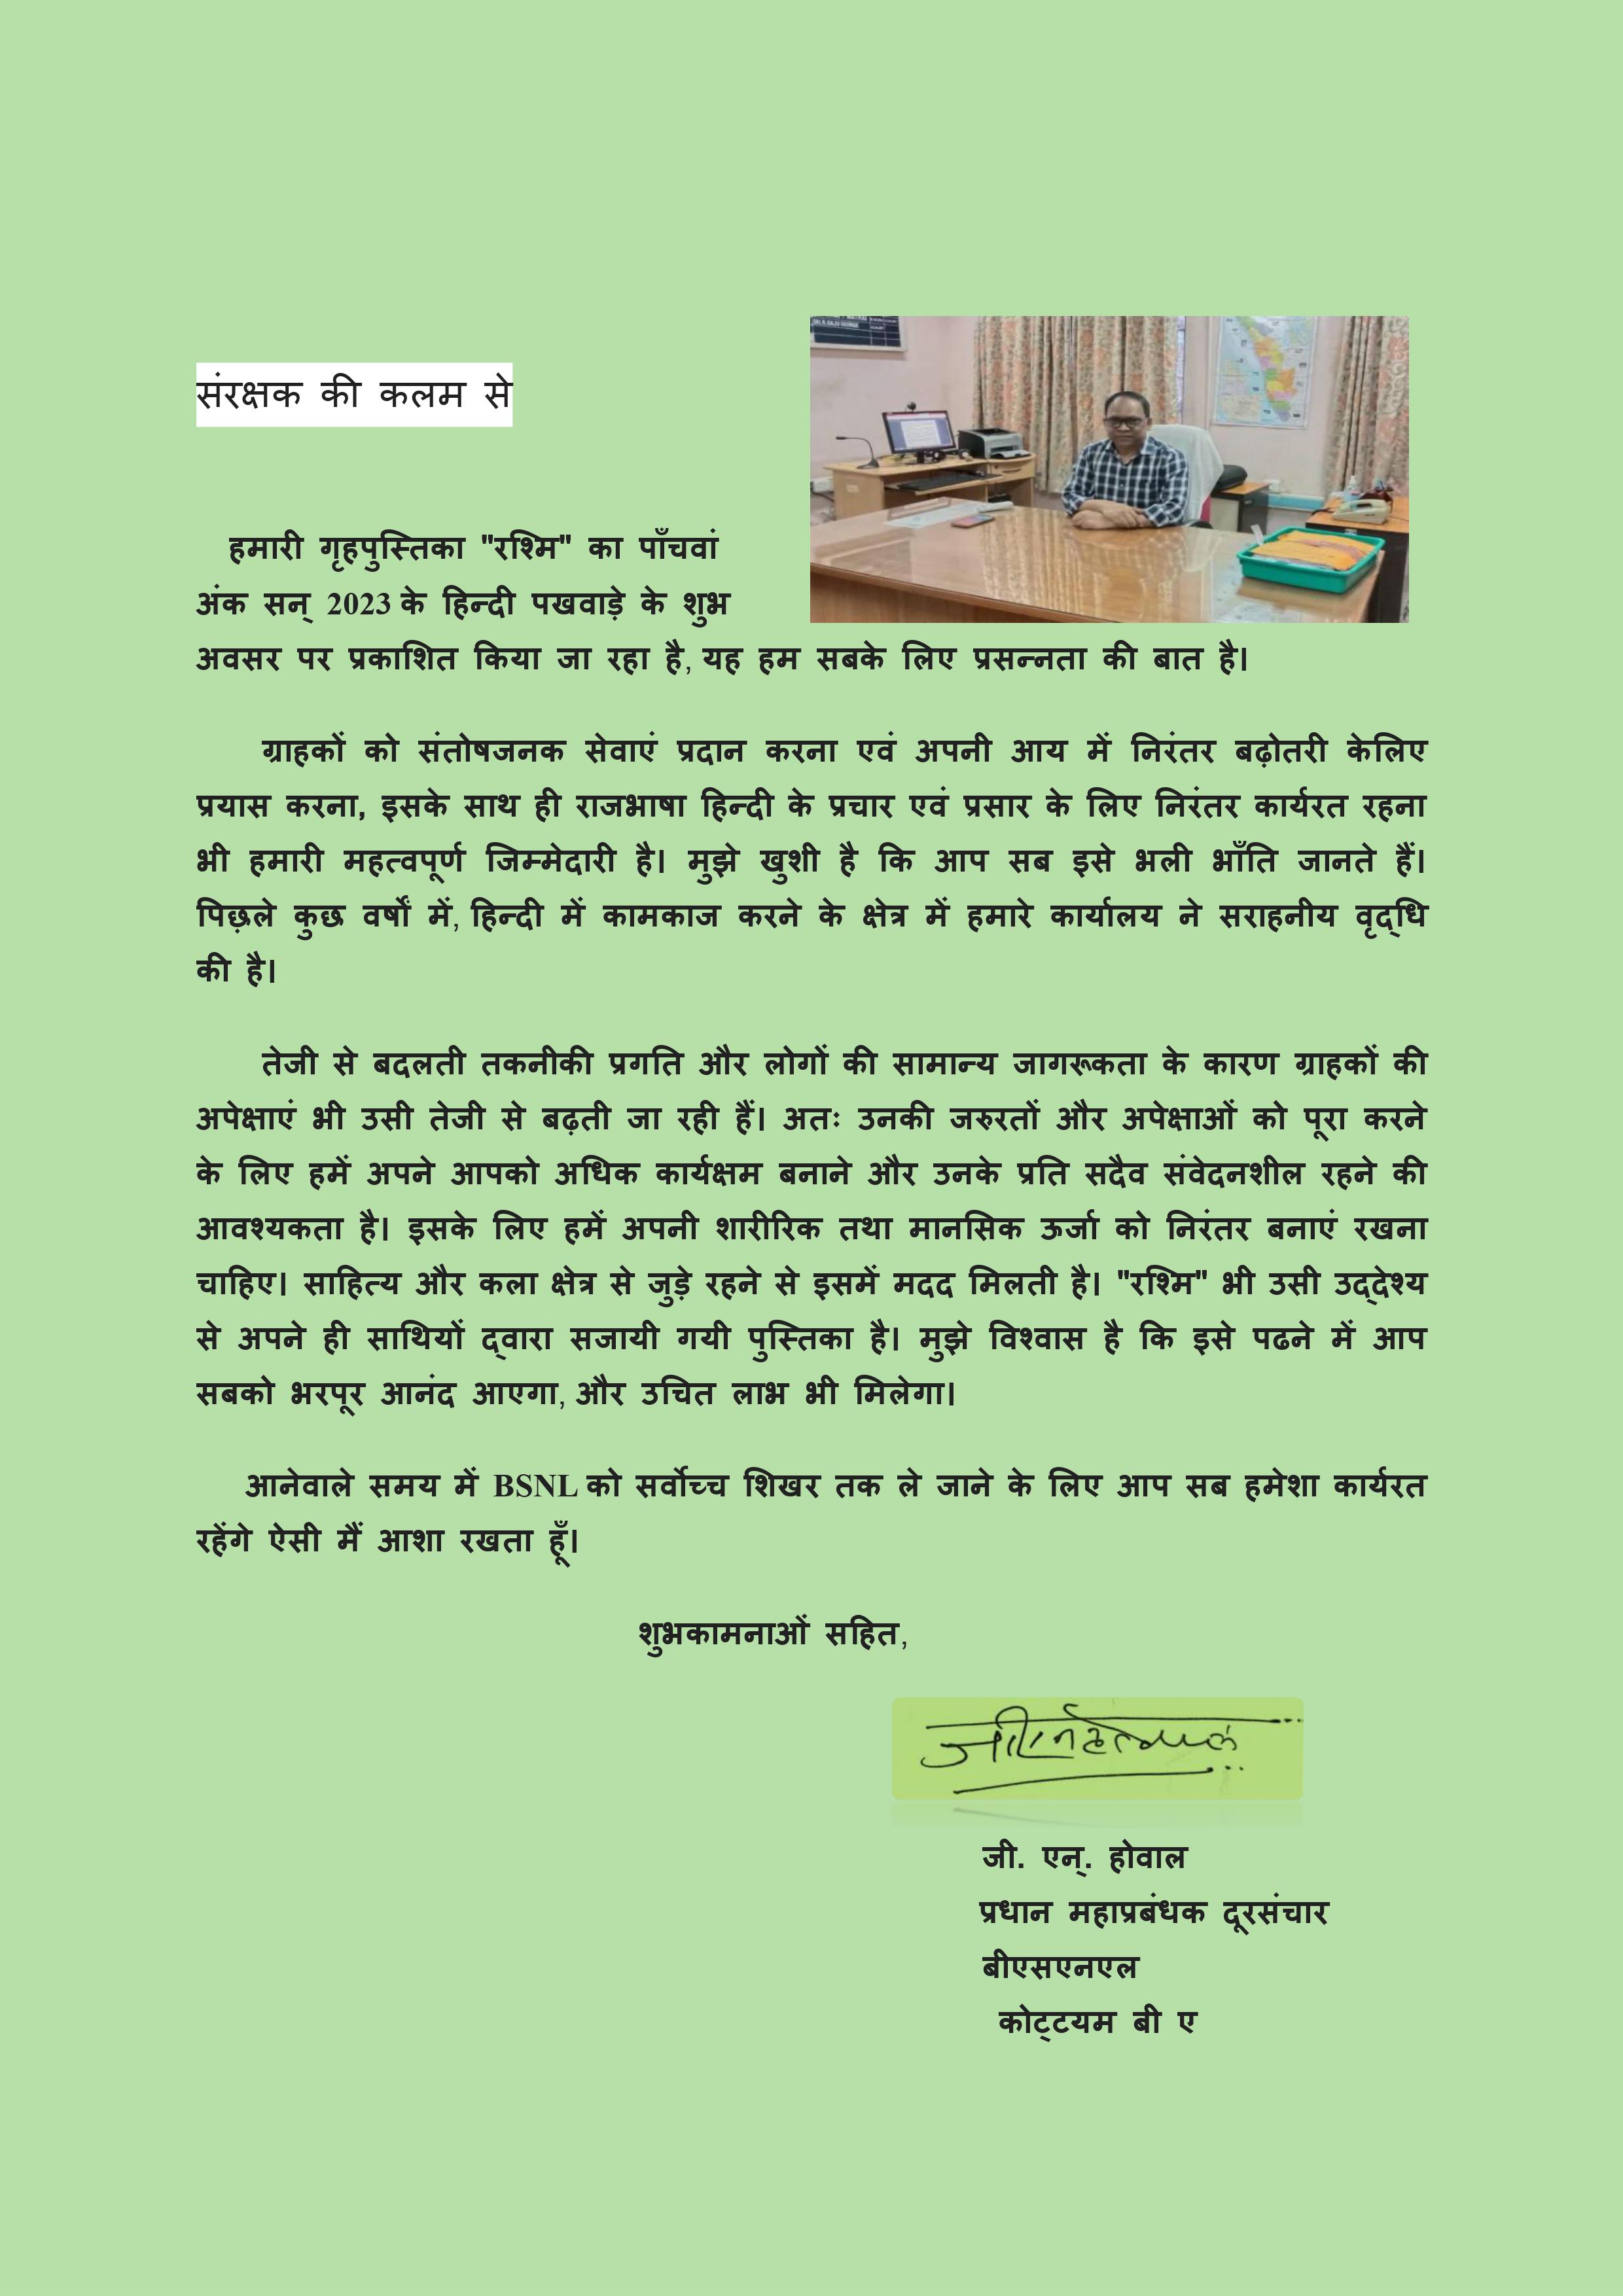 संरक्षक की कलम से
हमारी गृहपुस्तिका "रश्मि" का पाँचवां
अंक सन् 2023 के हिन्दी पखवाड़े के शुभ
अवसर पर प्रकाशित किया जा रहा है, यह हम सबके लिए प्रसन्नता की बात है।
ग्राहकों को संतोषजनक सेवाएं प्रदान करना एवं अपनी आय में निरंतर बढ़ोतरी केलिए
प्रयास करना, इसके साथ ही राजभाषा हिन्दी के प्रचार एवं प्रसार के लिए निरंतर कार्यरत रहना
भी हमारी महत्वपूर्ण जिम्मेदारी है। मुझे खुशी है कि आप सब इसे भली भाँति जानते हैं।
पिछले कुछ वर्षों में, हिन्दी में कामकाज करने के क्षेत्र में हमारे कार्यालय ने सराहनीय वृद्धि
की है।
तेजी से बदलती तकनीकी प्रगति और लोगों की सामान्य जागरूकता के कारण ग्राहकों की
अपेक्षाएं भी उसी तेजी से बढ़ती जा रही हैं। अतः उनकी जरुरतों और अपेक्षाओं को पूरा करने
के लिए हमें अपने आपको अधिक कार्यक्षम बनाने और उनके प्रति सदैव संवेदनशील रहने की
आवश्यकता है। इसके लिए हमें अपनी शारीरिक तथा मानसिक ऊर्जा को निरंतर बनाएं रखना
चाहिए। साहित्य और कला क्षेत्र से जुड़े रहने से इसमें मदद मिलती है। "रश्मि" भी उसी उद्देश्य
से अपने ही साथियों द्वारा सजायी गयी पुस्तिका है। मुझे विश्वास है कि इसे पढने में आप
सबको भरपूर आनंद आएगा, और उचित लाभ भी मिलेगा।
आनेवाले समय में BSNL को सर्वोच्च शिखर तक ले जाने के लिए आप सब हमेशा कार्यरत
रहेंगे ऐसी मैं आशा रखता हूँ।
शुभकामनाओं सहित,
जी. एन्. होवाल
प्रधान महाप्रबंधक दूरसंचार
बीएसएनएल
कोट्टयम बी ए